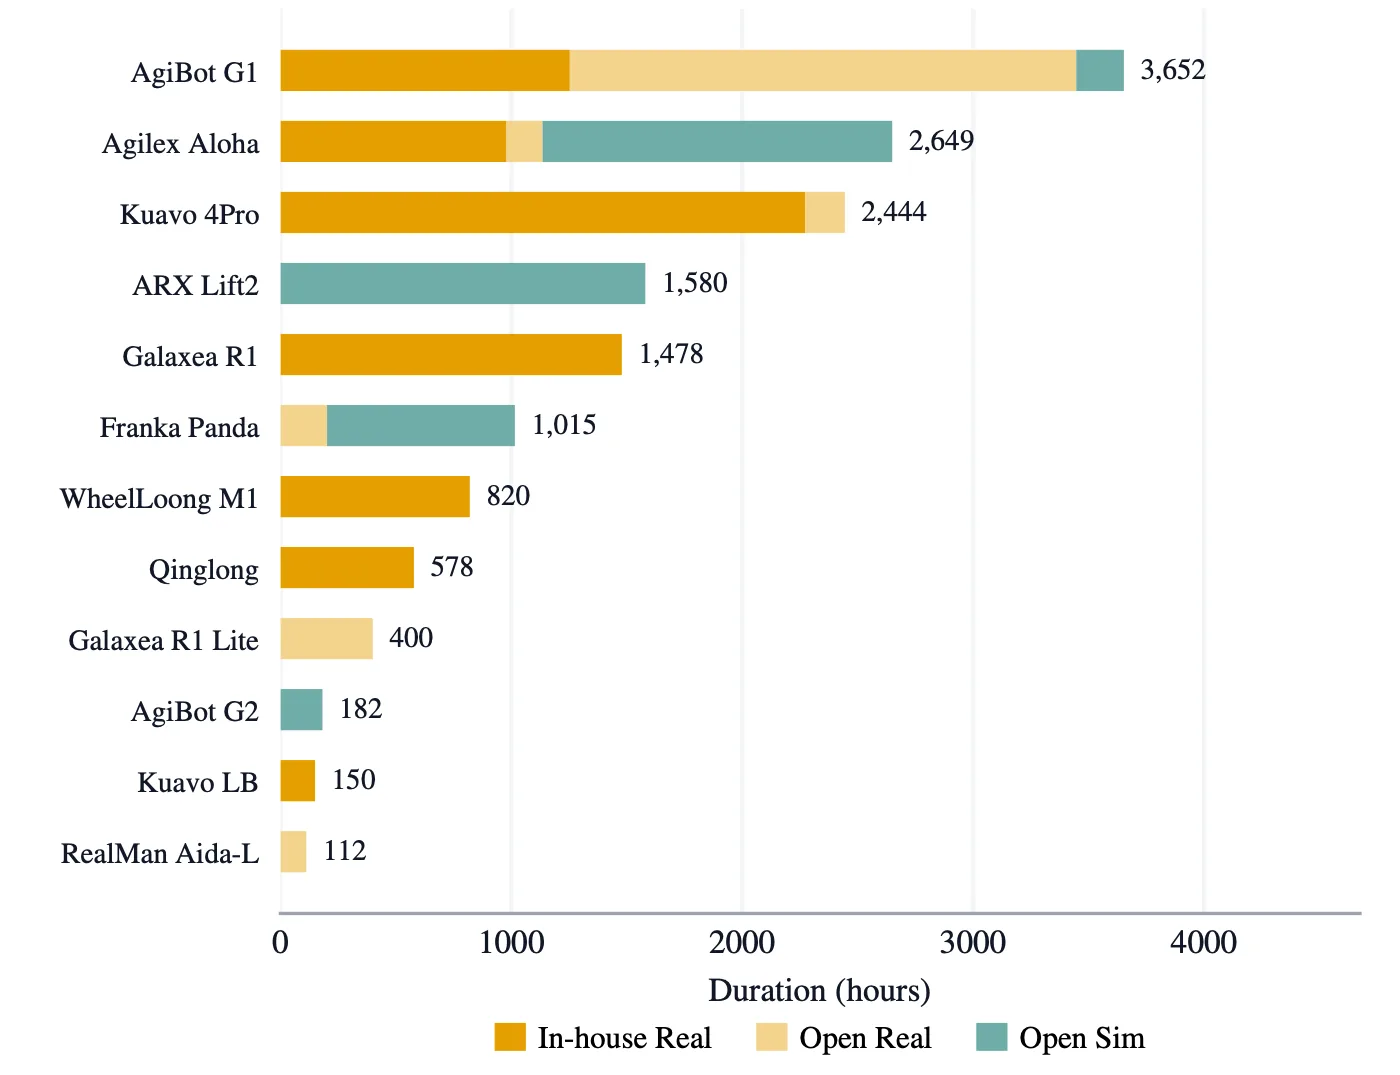 AgiBot G1 3,652
Agilex Aloha 2,649
Kuavo 4Pro 2,444
ARX Lift2 1,580
Galaxea R1 1,478
Franka Panda 1,015
WheelLoong M1 820
Qinglong 578
Galaxea R1 Lite 400
AgiBot G2 182
Kuavo LB 150
RealMan Aida-L 112
0 1000 2000 3000 4000
Duration (hours)
In-house Real Open Real Open Sim